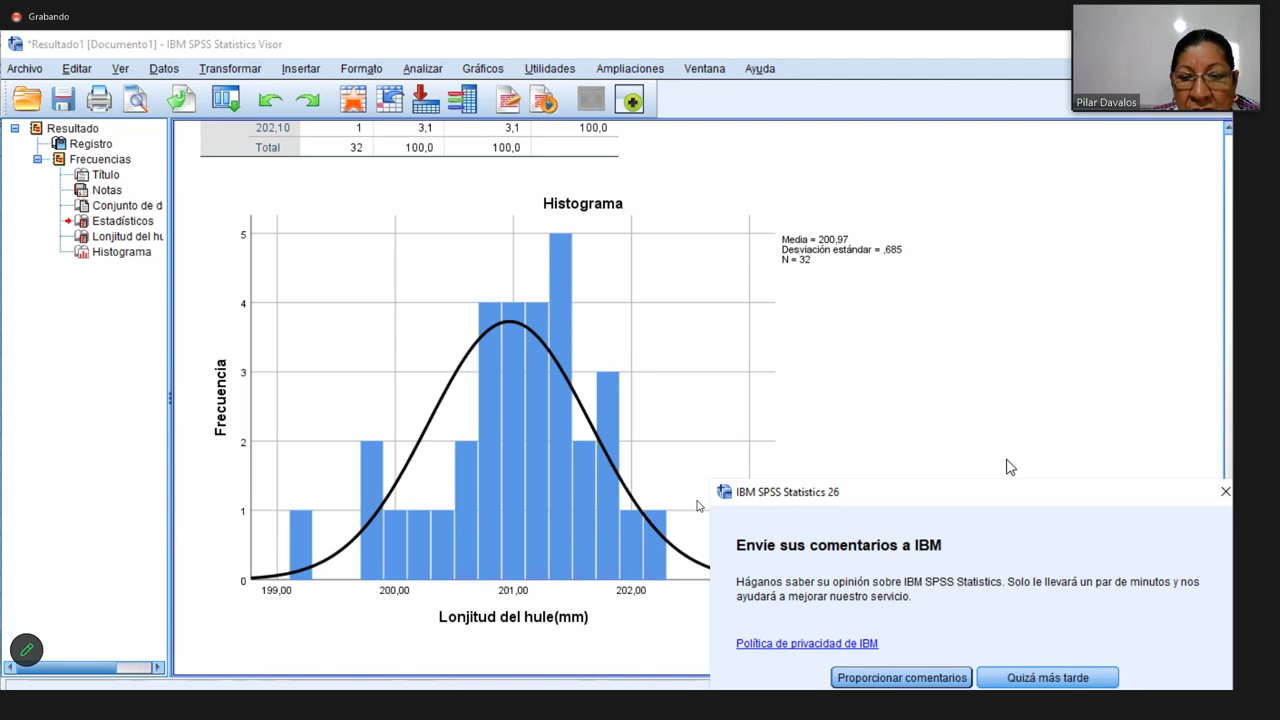 Grabando
*Resultado1 [Documento1] - IBM SPSS Statistics Visor
Archivo Editar Ver Datos Transformar Insertar Formato Analizar Gráficos Utilidades Ampliaciones Ventana Ayuda
Pilar Davalos
Resultado
Registro
Frecuencias
Título
Notas
Conjunto de d
Estadísticos
Lonjitud del hu
Histograma
202,10 1 3,1 3,1 100,0
Total 32 100,0 100,0
Histograma
Media = 200,97
Desviación estándar = ,685
N = 32
5
4
3
2
1
0
Frecuencia
199,00 200,00 201,00 202,00
Lonjitud del hule(mm)
IBM SPSS Statistics 26
Envíe sus comentarios a IBM
Háganos saber su opinión sobre IBM SPSS Statistics. Solo le llevará un par de minutos y nos
ayudará a mejorar nuestro servicio.
Política de privacidad de IBM
Proporcionar comentarios Quizá más tarde